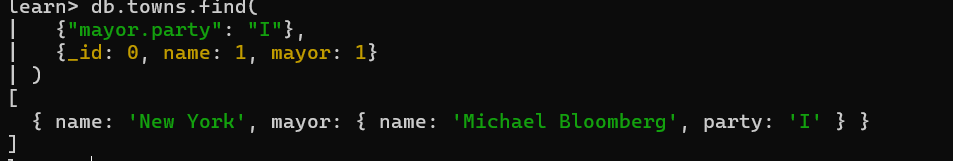 learn> db.towns.find(
|   {"mayor.party": "I"},
|   {_id: 0, name: 1, mayor: 1}
| )
[
  { name: 'New York', mayor: { name: 'Michael Bloomberg', party: 'I' } }
]